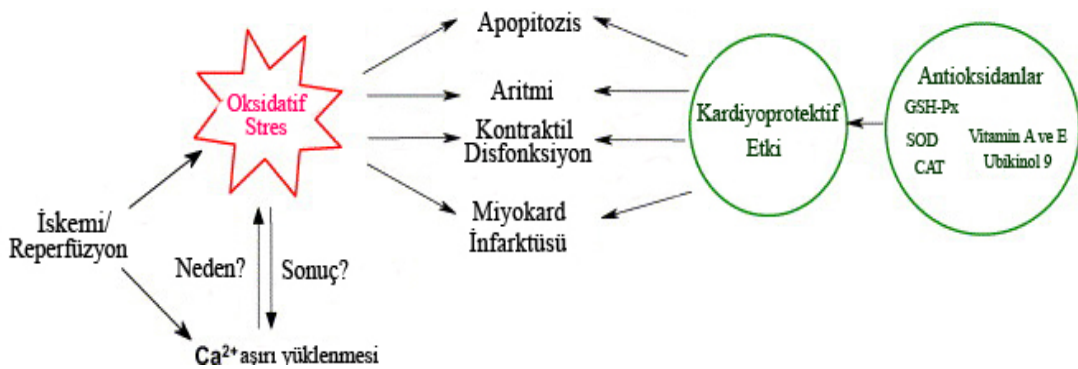 İskemi/
Reperfüzyon
Oksidatif
Stres
Neden?
Sonuç?
Ca²⁺ aşırı yüklenmesi
Apopitozis
Aritmi
Kontraktil
Disfonksiyon
Miyokard
İnfarktüsü
Kardiyoprotektif
Etki
Antioksidanlar
GSH-Px
SOD
CAT
Vitamin A ve E
Ubikinol 9